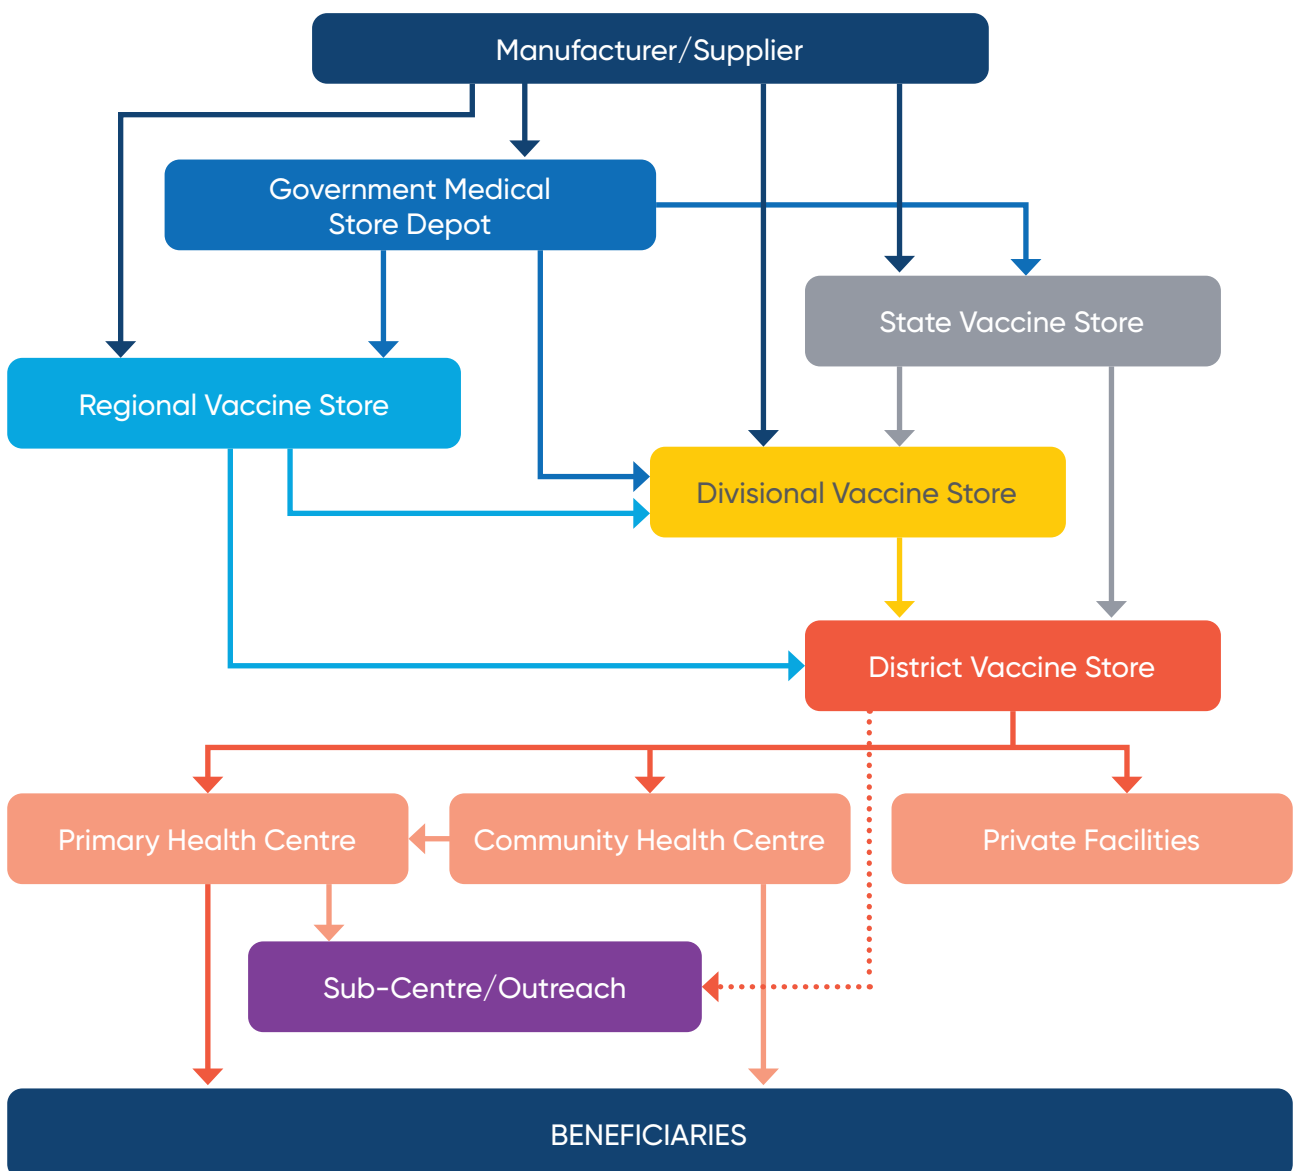 Manufacturer/Supplier
Government Medical
Store Depot
State Vaccine Store
Regional Vaccine Store
Divisional Vaccine Store
District Vaccine Store
Primary Health Centre
Community Health Centre
Private Facilities
Sub-Centre/Outreach
BENEFICIARIES